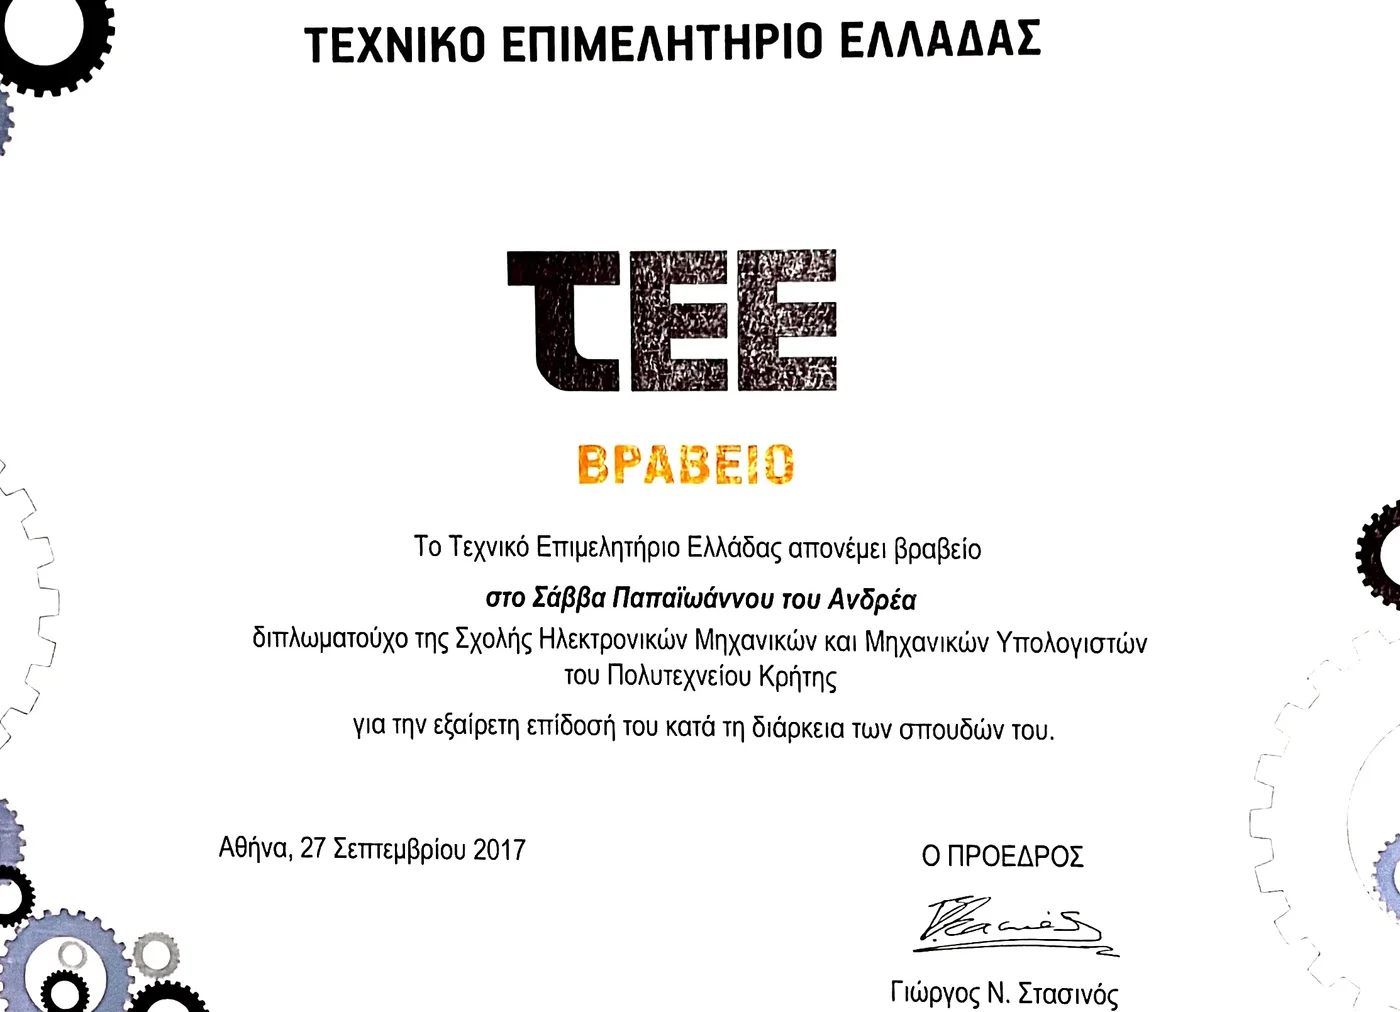 ΤΕΧΝΙΚΟ ΕΠΙΜΕΛΗΤΗΡΙΟ ΕΛΛΑΔΑΣ
ΤΕΕ
ΒΡΑΒΕΙΟ
Το Τεχνικό Επιμελητήριο Ελλάδας απονέμει βραβείο
στο Σάββα Παπαϊωάννου του Ανδρέα
διπλωματούχο της Σχολής Ηλεκτρονικών Μηχανικών και Μηχανικών Υπολογιστών
του Πολυτεχνείου Κρήτης
για την εξαίρετη επίδοσή του κατά τη διάρκεια των σπουδών του.
Αθήνα, 27 Σεπτεμβρίου 2017
Ο ΠΡΟΕΔΡΟΣ
Γιώργος Ν. Στασινός